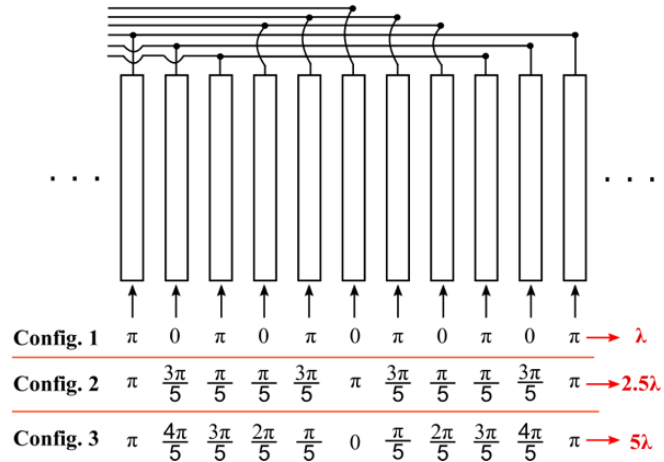 . . . . . .
Config. 1 π 0 π 0 π 0 π 0 π 0 π λ
Config. 2 π 3π/5 π/5 π/5 3π/5 π 3π/5 π/5 π/5 3π/5 π 2.5λ
Config. 3 π 4π/5 3π/5 2π/5 π/5 0 π/5 2π/5 3π/5 4π/5 π 5λ